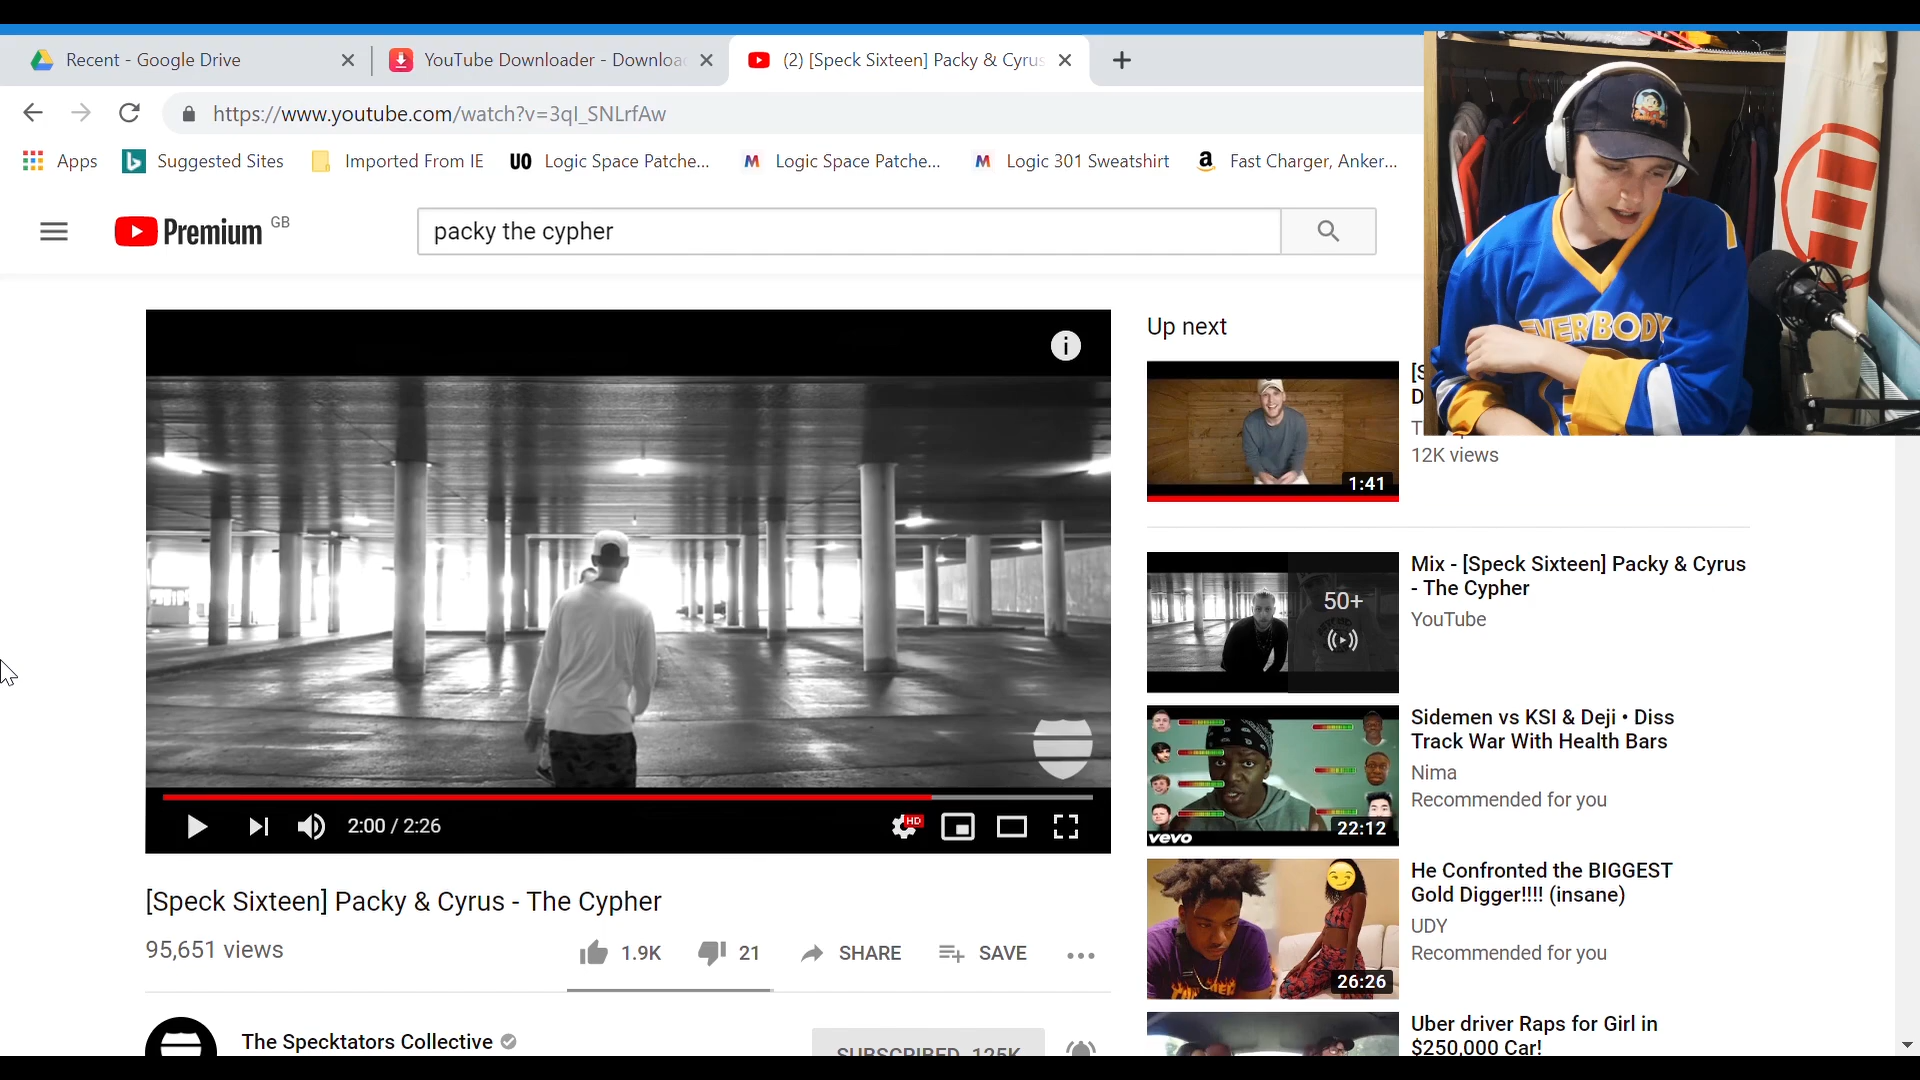 Recent - Google Drive
YouTube Downloader - Downloa
(2) [Speck Sixteen] Packy & Cyrus
https://www.youtube.com/watch?v=3ql_SNLrfAw
Apps
Suggested Sites
Imported From IE
UO
Logic Space Patche...
Logic Space Patche...
Logic 301 Sweatshirt
Fast Charger, Anker...
Premium GB
packy the cypher
EVERYBODY
Up next
1:41
12K views
2:00 / 2:26
HD
50+
Mix - [Speck Sixteen] Packy & Cyrus
- The Cypher
YouTube
vevo
22:12
Sidemen vs KSI & Deji • Diss
Track War With Health Bars
Nima
Recommended for you
26:26
He Confronted the BIGGEST
Gold Digger!!!! (insane)
UDY
Recommended for you
Uber driver Raps for Girl in
$250,000 Car!
[Speck Sixteen] Packy & Cyrus - The Cypher
95,651 views
1.9K
21
SHARE
SAVE
The Specktators Collective
SUBSCRIBED 125K